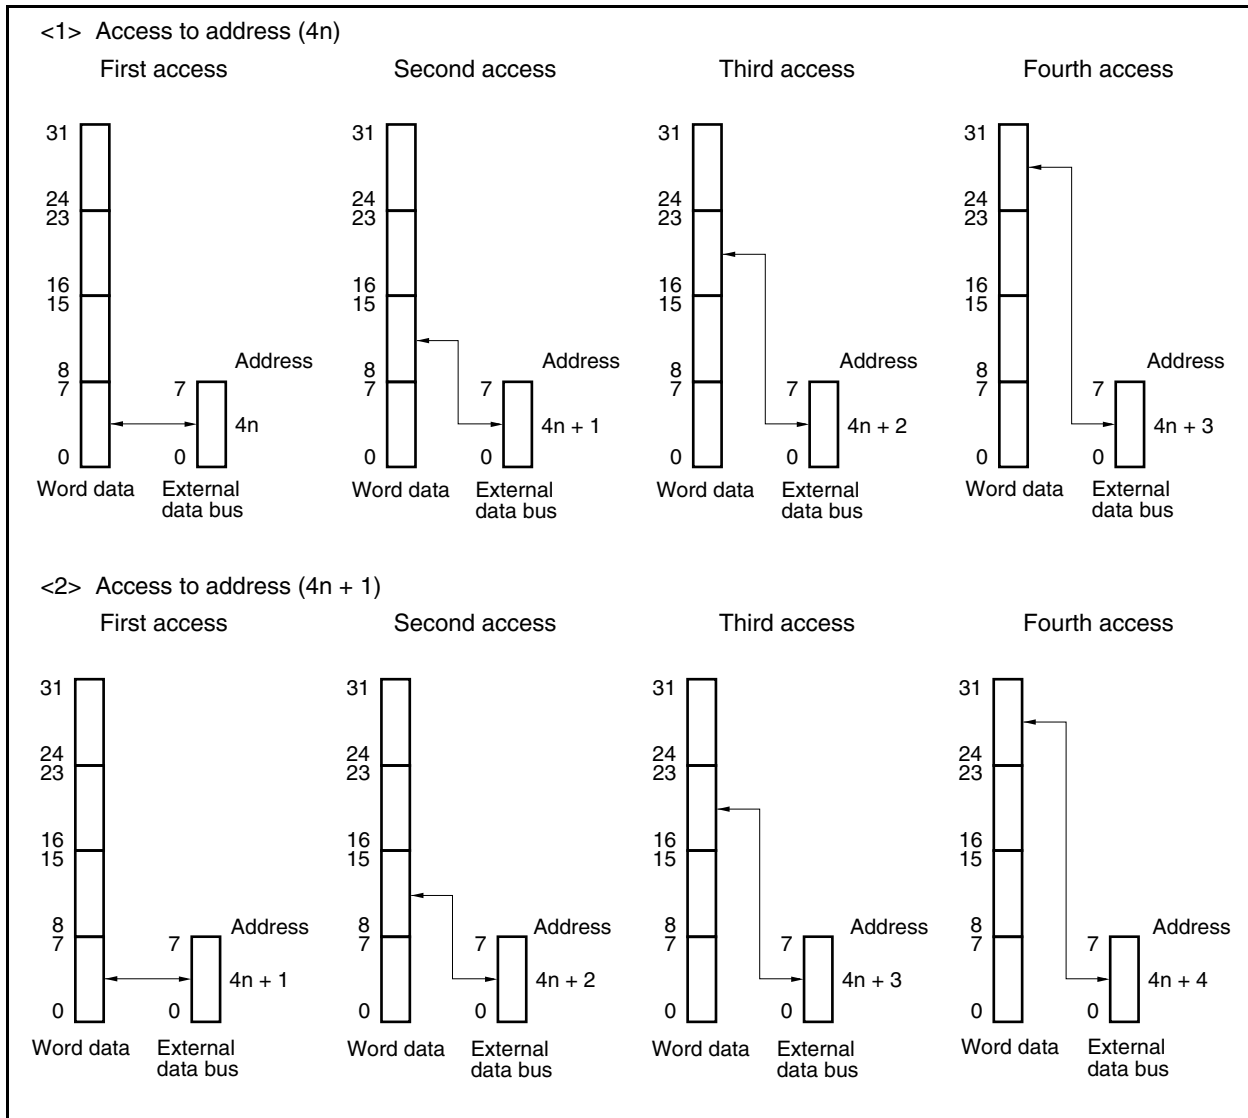 <1> Access to address (4n)
First access
Second access
Third access
Fourth access
31
24
23
16
15
8
7
0
Address
7
4n
0
Word data
External
data bus
31
24
23
16
15
8
7
0
Address
7
4n + 1
0
Word data
External
data bus
31
24
23
16
15
8
7
0
Address
7
4n + 2
0
Word data
External
data bus
31
24
23
16
15
8
7
0
Address
7
4n + 3
0
Word data
External
data bus
<2> Access to address (4n + 1)
First access
Second access
Third access
Fourth access
31
24
23
16
15
8
7
0
Address
7
4n + 1
0
Word data
External
data bus
31
24
23
16
15
8
7
0
Address
7
4n + 2
0
Word data
External
data bus
31
24
23
16
15
8
7
0
Address
7
4n + 3
0
Word data
External
data bus
31
24
23
16
15
8
7
0
Address
7
4n + 4
0
Word data
External
data bus